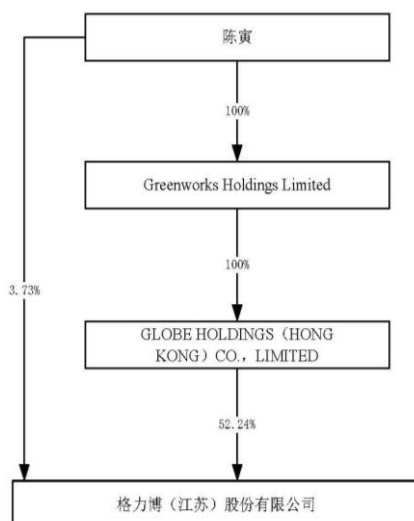 陈寅
100%
Greenworks Holdings Limited
100%
3.73%
GLOBE HOLDINGS（HONG
KONG）CO.，LIMITED
52.24%
格力博（江苏）股份有限公司